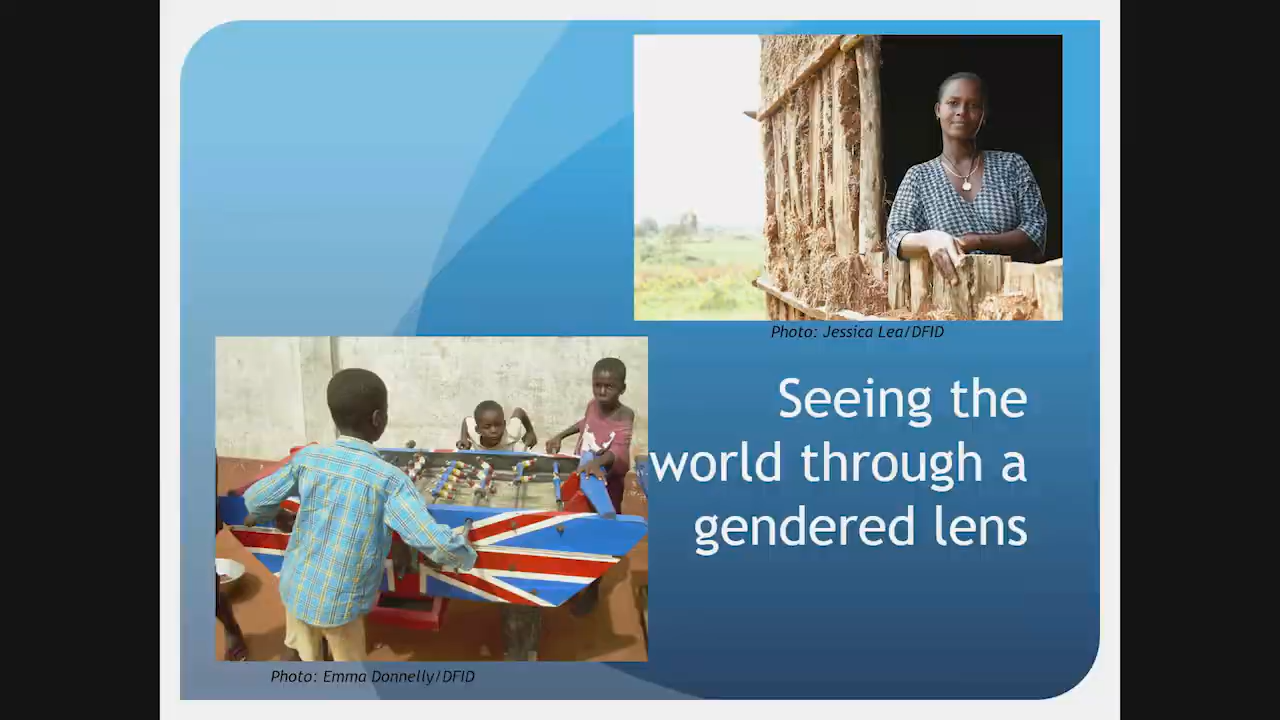 Photo: Jessica Lea/DFID
Seeing the
world through a
gendered lens
Photo: Emma Donnelly/DFID